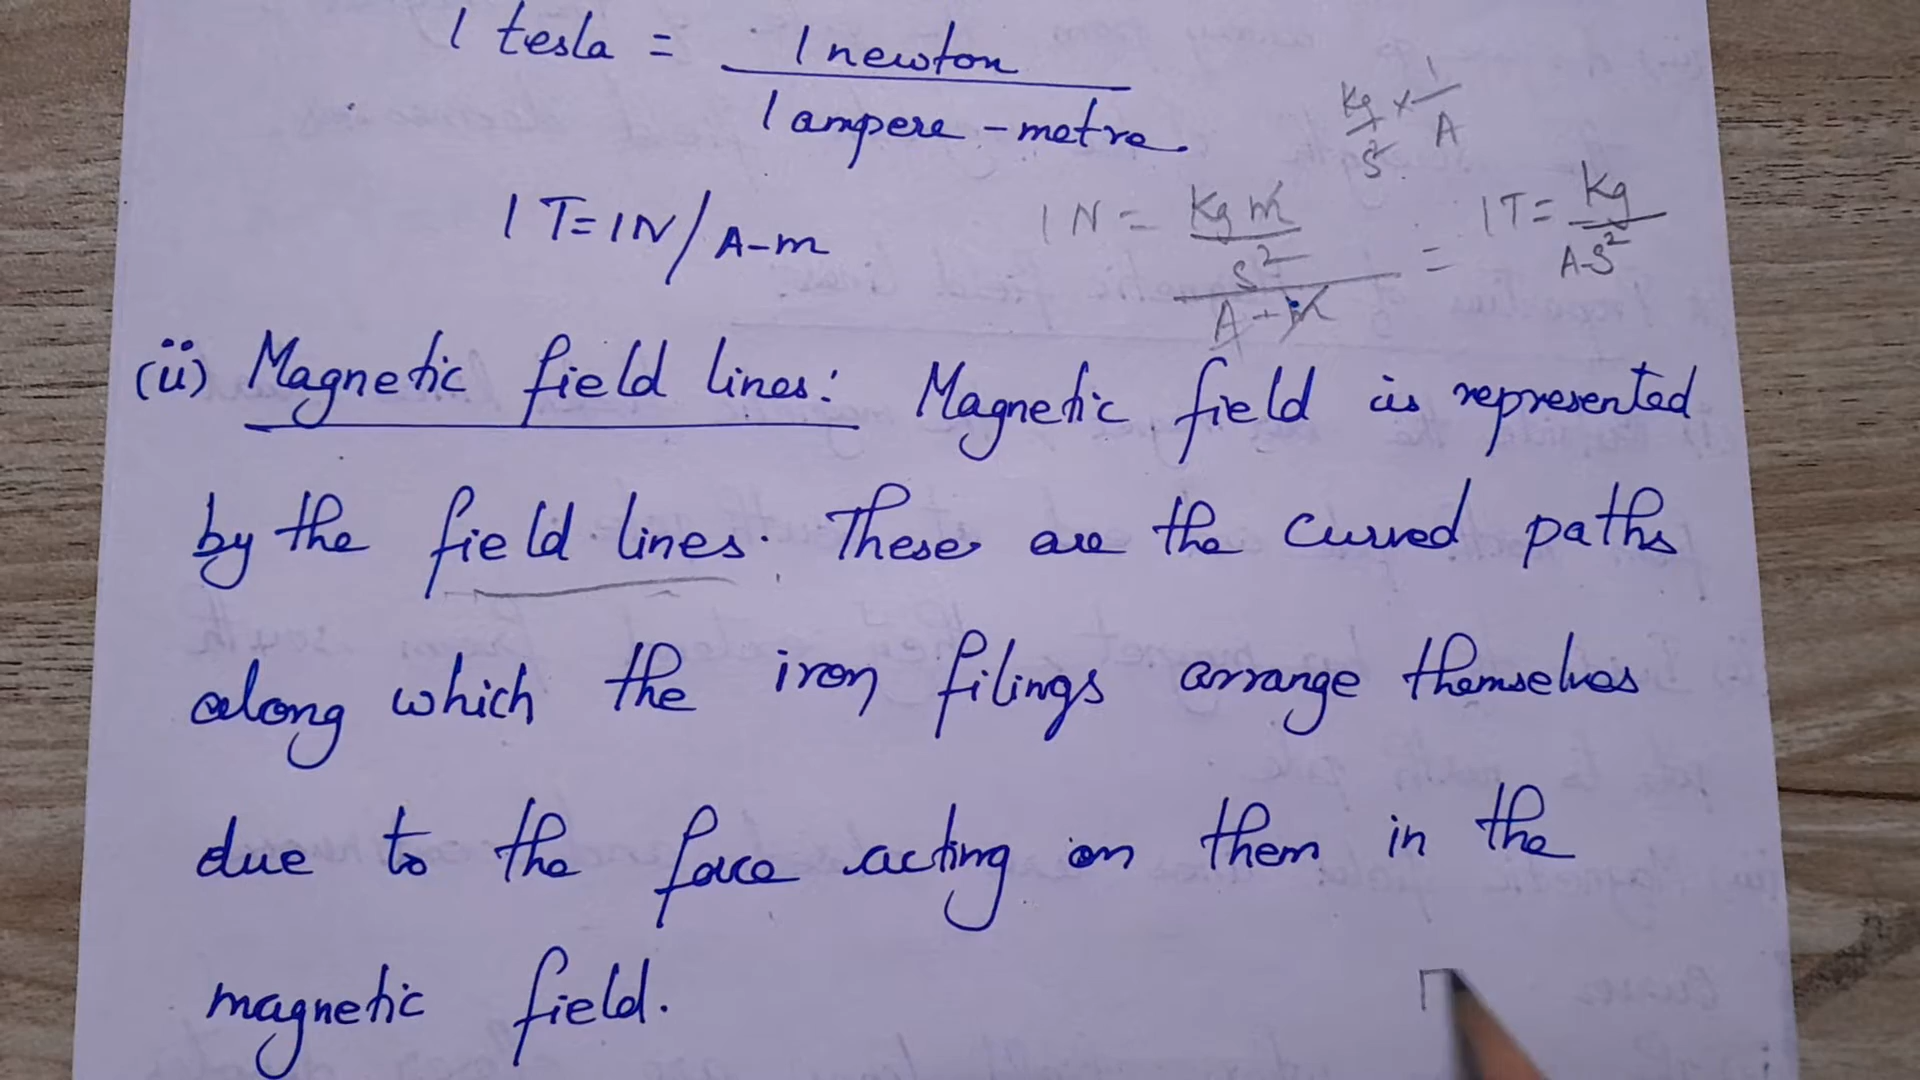 1 tesla = 1 newton
1 ampere - metre.
kg/s² × 1/A
1 T = 1 N / A-m
1 N = kg m / s² / A - m = 1T = kg / A-s²
(ii) Magnetic field lines: Magnetic field is represented
by the field lines. These are the curved paths
along which the iron filings arrange themselves
due to the force acting on them in the
magnetic field.